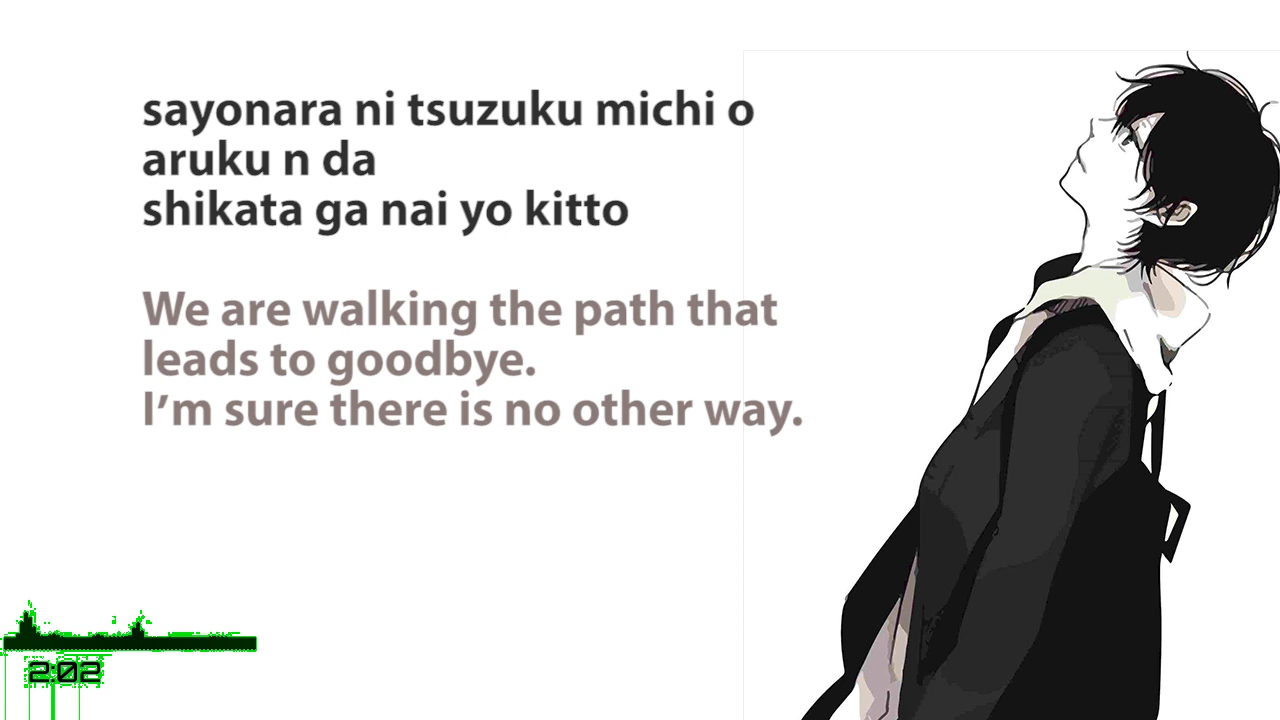 sayonara ni tsuzuku michi o
aruku n da
shikata ga nai yo kitto
We are walking the path that
leads to goodbye.
I'm sure there is no other way.
2:02